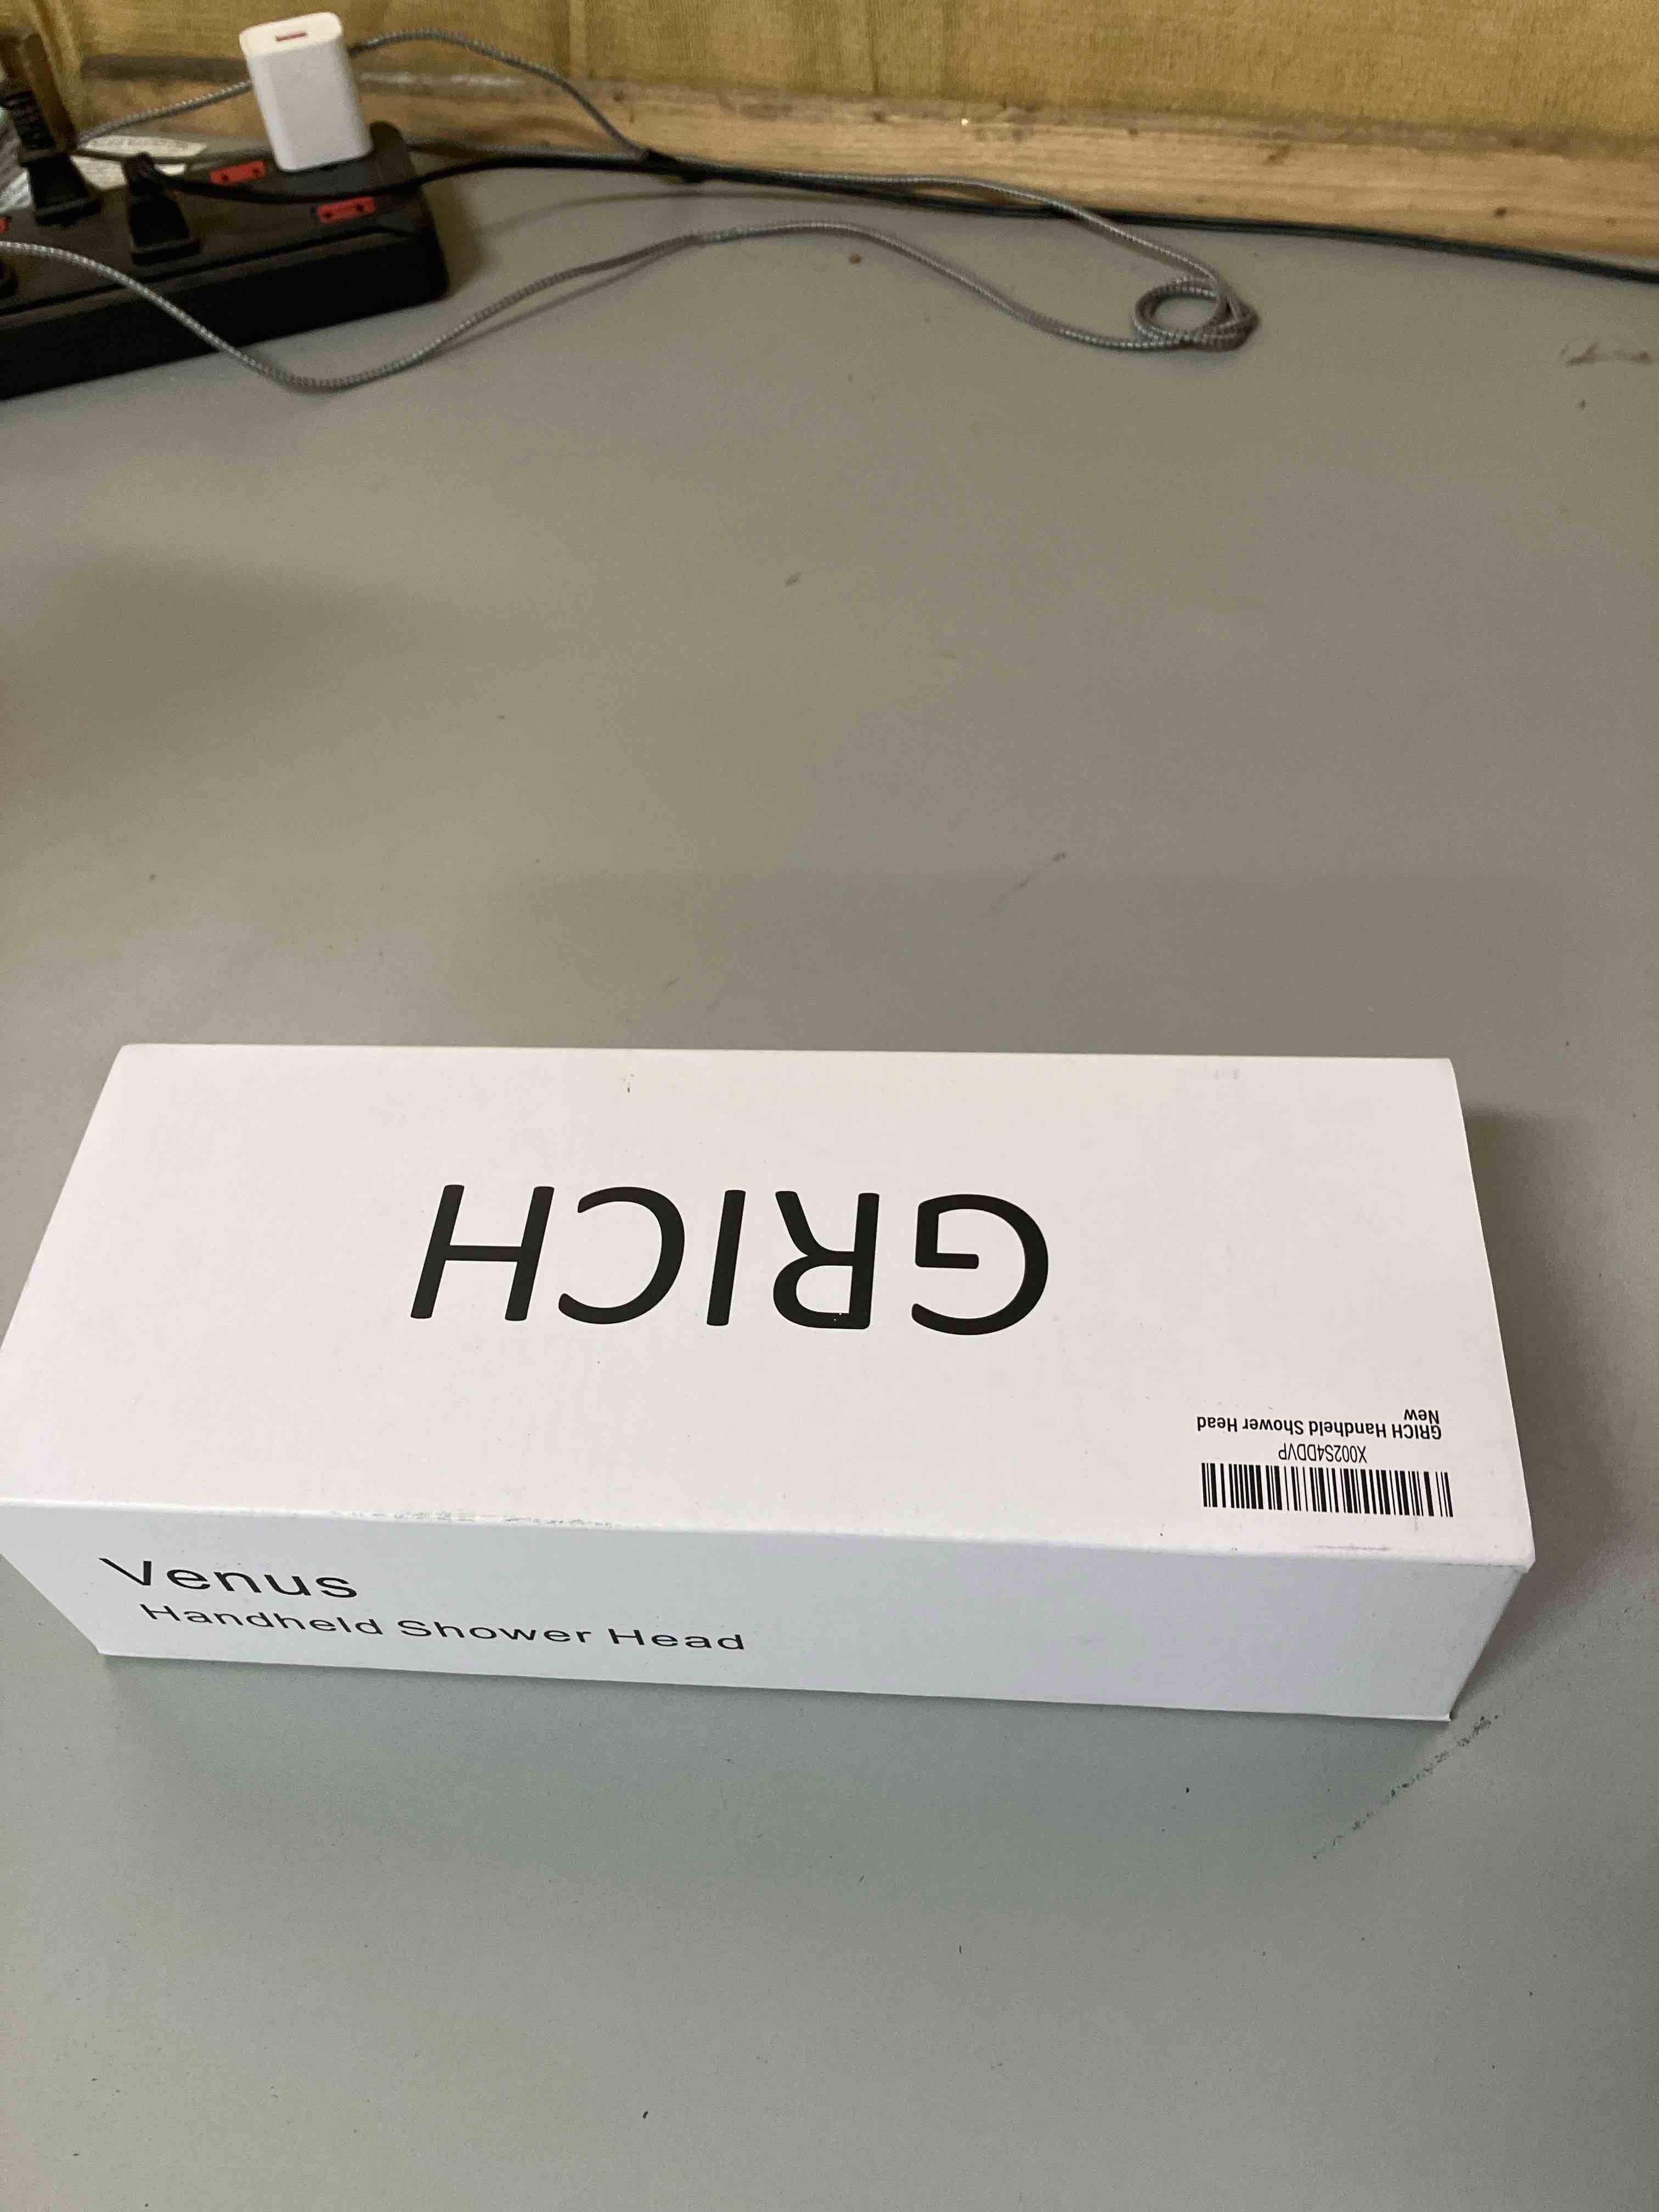 GRICH
X002S4DDVP
GRICH Handheld Shower Head
New
Venus
Handheld Shower Head